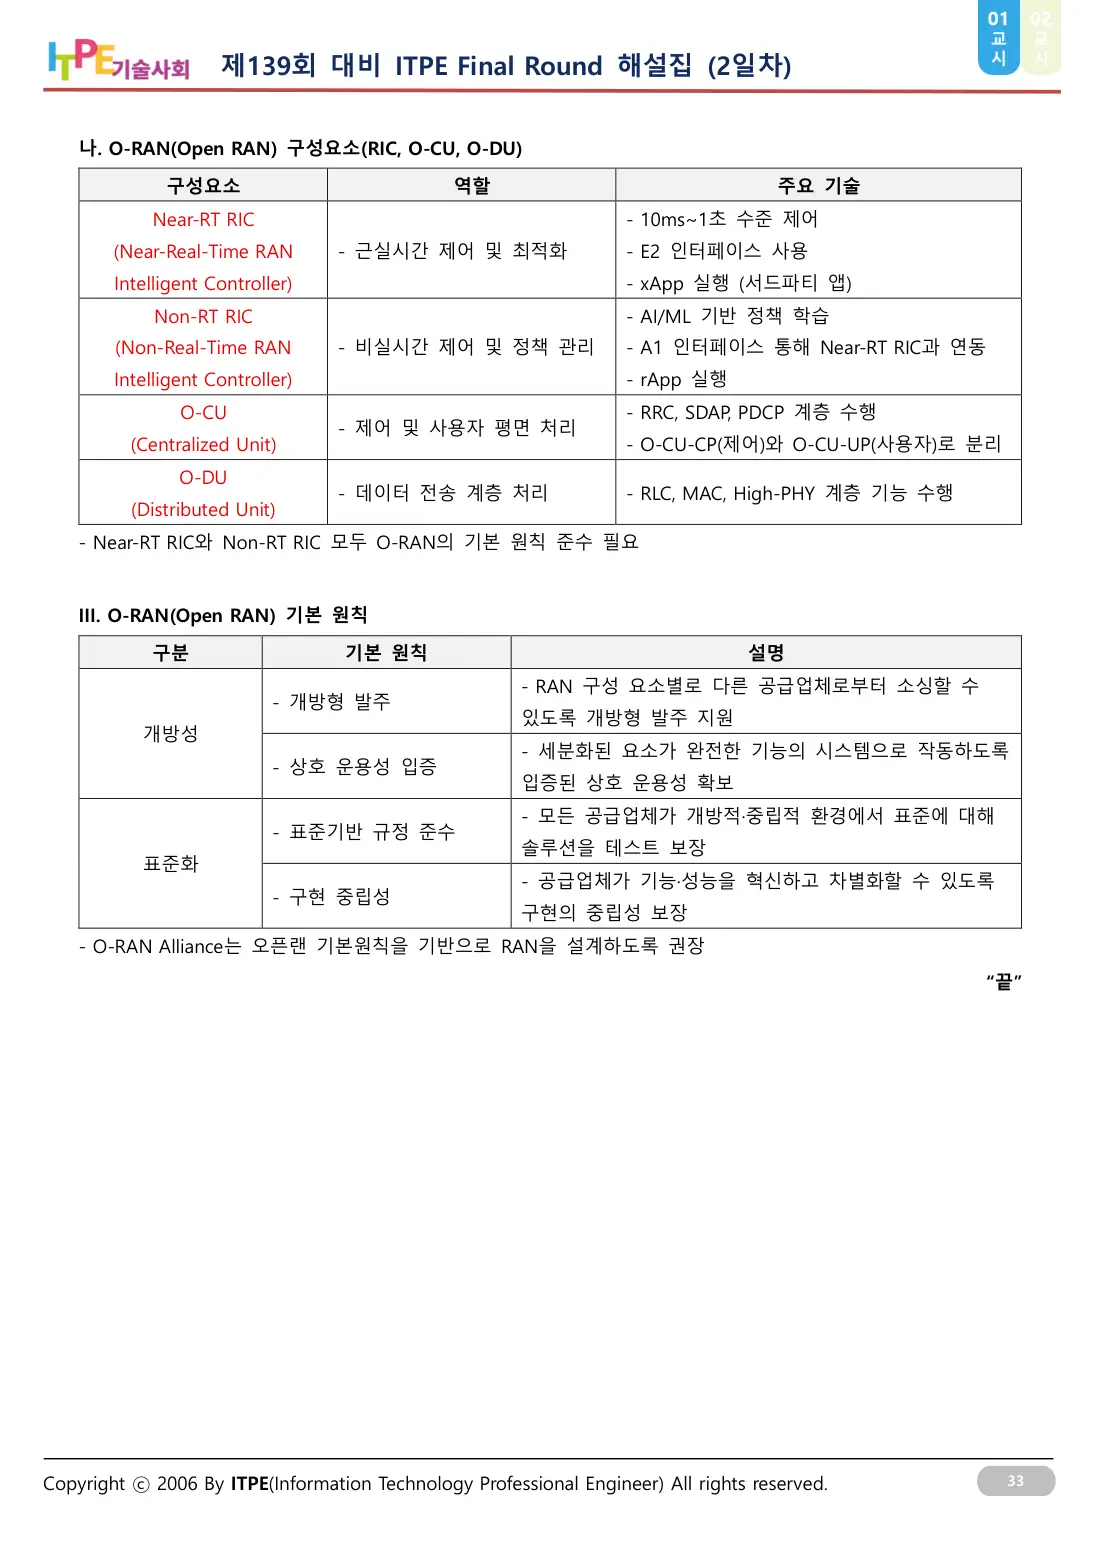 ITPE기술사회 제139회 대비 ITPE Final Round 해설집 (2일차)
01
교
시
02
교
시
나. O-RAN(Open RAN) 구성요소(RIC, O-CU, O-DU)
구성요소 역할 주요 기술
Near-RT RIC
(Near-Real-Time RAN
Intelligent Controller)
- 근실시간 제어 및 최적화
- 10ms~1초 수준 제어
- E2 인터페이스 사용
- xApp 실행 (서드파티 앱)
Non-RT RIC
(Non-Real-Time RAN
Intelligent Controller)
- 비실시간 제어 및 정책 관리
- AI/ML 기반 정책 학습
- A1 인터페이스 통해 Near-RT RIC과 연동
- rApp 실행
O-CU
(Centralized Unit)
- 제어 및 사용자 평면 처리
- RRC, SDAP, PDCP 계층 수행
- O-CU-CP(제어)와 O-CU-UP(사용자)로 분리
O-DU
(Distributed Unit)
- 데이터 전송 계층 처리
- RLC, MAC, High-PHY 계층 기능 수행
- Near-RT RIC와 Non-RT RIC 모두 O-RAN의 기본 원칙 준수 필요
III. O-RAN(Open RAN) 기본 원칙
구분 기본 원칙 설명
개방성
- 개방형 발주
- RAN 구성 요소별로 다른 공급업체로부터 소싱할 수
있도록 개방형 발주 지원
- 상호 운용성 입증
- 세분화된 요소가 완전한 기능의 시스템으로 작동하도록
입증된 상호 운용성 확보
표준화
- 표준기반 규정 준수
- 모든 공급업체가 개방적·중립적 환경에서 표준에 대해
솔루션을 테스트 보장
- 구현 중립성
- 공급업체가 기능·성능을 혁신하고 차별화할 수 있도록
구현의 중립성 보장
- O-RAN Alliance는 오픈랜 기본원칙을 기반으로 RAN을 설계하도록 권장
“끝”
Copyright ⓒ 2006 By ITPE(Information Technology Professional Engineer) All rights reserved.
33